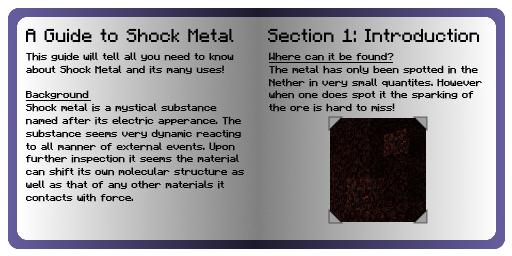 A Guide to Shock Metal
This guide will tell all you need to know
about Shock Metal and its many uses!
Background
Shock metal is a mystical substance
named after its electric apperance. The
substance seems very dynamic reacting
to all manner of external events. Upon
further inspection it seems the material
can shift its own molecular structure as
well as that of any other materials it
contacts with force.
Section 1: Introduction
Where can it be found?
The metal has only been spotted in the
Nether in very small quantites. However
when one does spot it the sparking of
the ore is hard to miss!